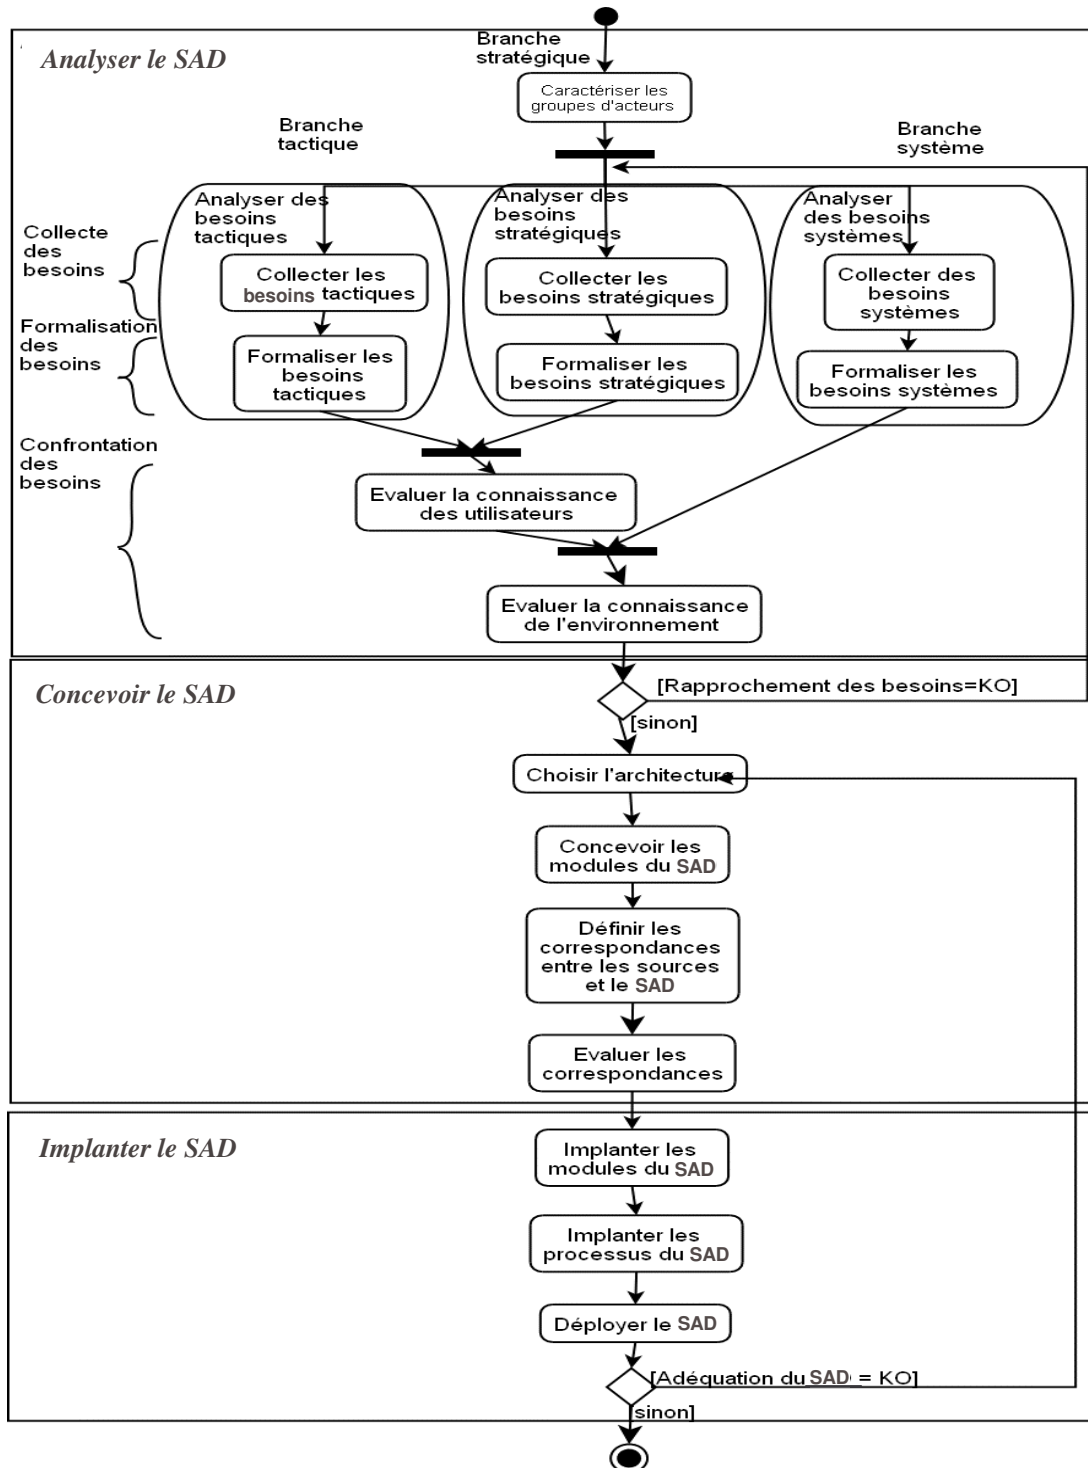 Analyser le SAD
Branche
stratégique
Caractériser les
groupes d'acteurs
Branche
tactique
Branche
système
Analyser des
besoins
tactiques
Analyser des
besoins
stratégiques
Analyser
des besoins
systèmes
Collecte
des
besoins
Collecter les
besoins tactiques
Collecter les
besoins stratégiques
Collecter des
besoins
systèmes
Formalisation
des
besoins
Formaliser les
besoins
tactiques
Formaliser les
besoins stratégiques
Formaliser les
besoins systèmes
Confrontation
des
besoins
Evaluer la connaissance
des utilisateurs
Evaluer la connaissance
de l'environnement
Concevoir le SAD
[Rapprochement des besoins=KO]
[sinon]
Choisir l'architecture
Concevoir les
modules du SAD
Définir les
correspondances
entre les sources
et le SAD
Evaluer les
correspondances
Implanter le SAD
Implanter les
modules du SAD
Implanter les
processus du SAD
Déployer le SAD
[Adéquation du SAD = KO]
[sinon]